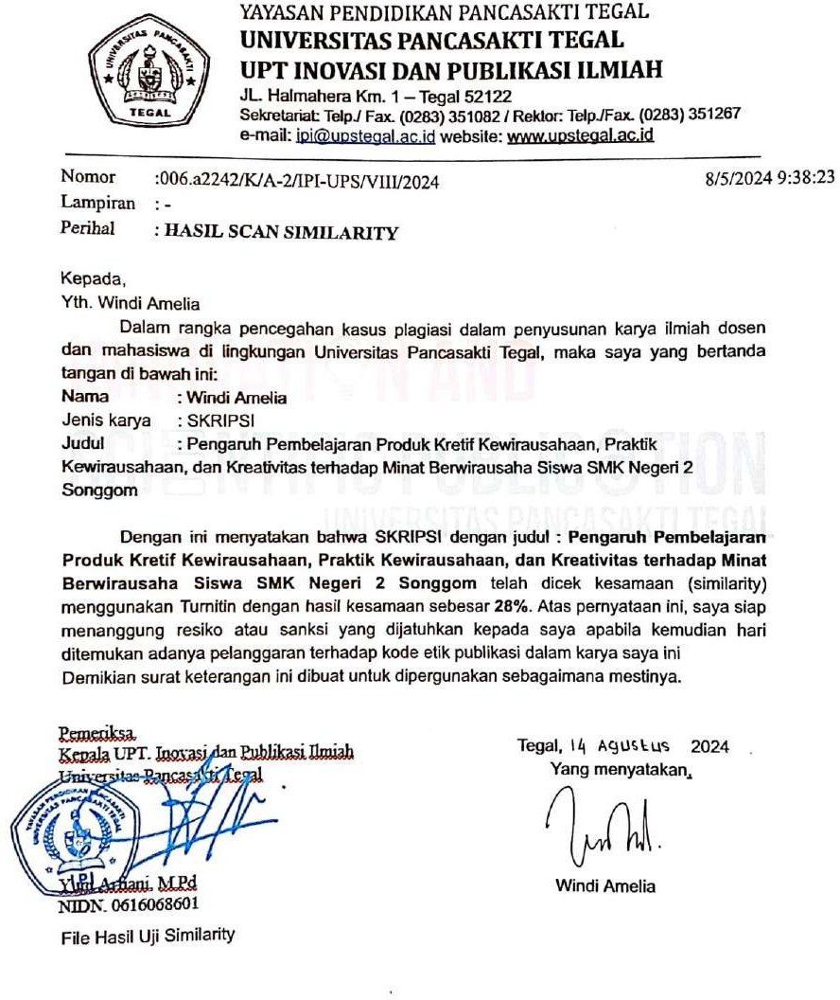 YAYASAN PENDIDIKAN PANCASAKTI TEGAL
UNIVERSITAS PANCASAKTI TEGAL
UPT INOVASI DAN PUBLIKASI ILMIAH
JL. Halmahera Km. 1 – Tegal 52122
Sekretariat: Telp./ Fax. (0283) 351082 / Rektor: Telp./Fax. (0283) 351267
e-mail: ipi@upstegal.ac.id website: www.upstegal.ac.id
UNIVERSITAS PANCASAKTI
TEGAL
Nomor :006.a2242/K/A-2/IPI-UPS/VIII/2024 8/5/2024 9:38:23
Lampiran : -
Perihal : HASIL SCAN SIMILARITY
Kepada,
Yth. Windi Amelia
Dalam rangka pencegahan kasus plagiasi dalam penyusunan karya ilmiah dosen
dan mahasiswa di lingkungan Universitas Pancasakti Tegal, maka saya yang bertanda
tangan di bawah ini:
Nama : Windi Amelia
Jenis karya : SKRIPSI
Judul : Pengaruh Pembelajaran Produk Kretif Kewirausahaan, Praktik
Kewirausahaan, dan Kreativitas terhadap Minat Berwirausaha Siswa SMK Negeri 2
Songgom
INNOVATION AND
SCIENTIFIC PUBLICATION
UNIVERSITAS PANCASAKTI TEGAL
Dengan ini menyatakan bahwa SKRIPSI dengan judul : Pengaruh Pembelajaran
Produk Kretif Kewirausahaan, Praktik Kewirausahaan, dan Kreativitas terhadap Minat
Berwirausaha Siswa SMK Negeri 2 Songgom telah dicek kesamaan (similarity)
menggunakan Turnitin dengan hasil kesamaan sebesar 28%. Atas pernyataan ini, saya siap
menanggung resiko atau sanksi yang dijatuhkan kepada saya apabila kemudian hari
ditemukan adanya pelanggaran terhadap kode etik publikasi dalam karya saya ini
Demikian surat keterangan ini dibuat untuk dipergunakan sebagaimana mestinya.
Pemeriksa
Kepala UPT. Inovasi dan Publikasi Ilmiah
Universitas Pancasakti Tegal
YAYASAN PENDIDIKAN PANCASAKTI
UNIVERSITAS PANCASAKTI TEGAL
IPI
Arfiani, M.Pd
NIDN. 0616068601
File Hasil Uji Similarity
Tegal, 14 Agustus 2024
Yang menyatakan,
Windi Amelia